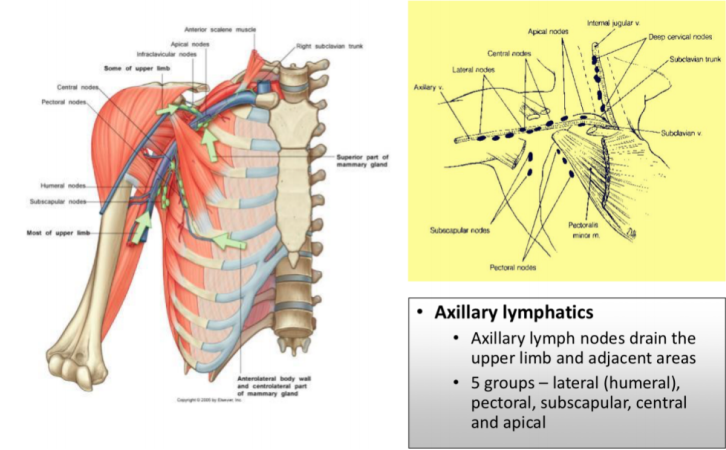 Anterior scalene muscle
Apical nodes
Infraclavicular nodes
Some of upper limb
Central nodes
Pectoral nodes
Right subclavian trunk
Superior part of
mammary gland
Humeral nodes
Subscapular nodes
Most of upper limb
Anterolateral body wall
and centrolateral part
of mammary gland
Copyright © 2005 by Elsevier, Inc.
Internal jugular v.
Apical nodes
Deep cervical nodes
Central nodes
Subclavian trunk
Lateral nodes
Axillary v.
Subclavian v.
Subscapular nodes
Pectoralis
minor m.
Pectoral nodes
• Axillary lymphatics
• Axillary lymph nodes drain the
upper limb and adjacent areas
• 5 groups – lateral (humeral),
pectoral, subscapular, central
and apical